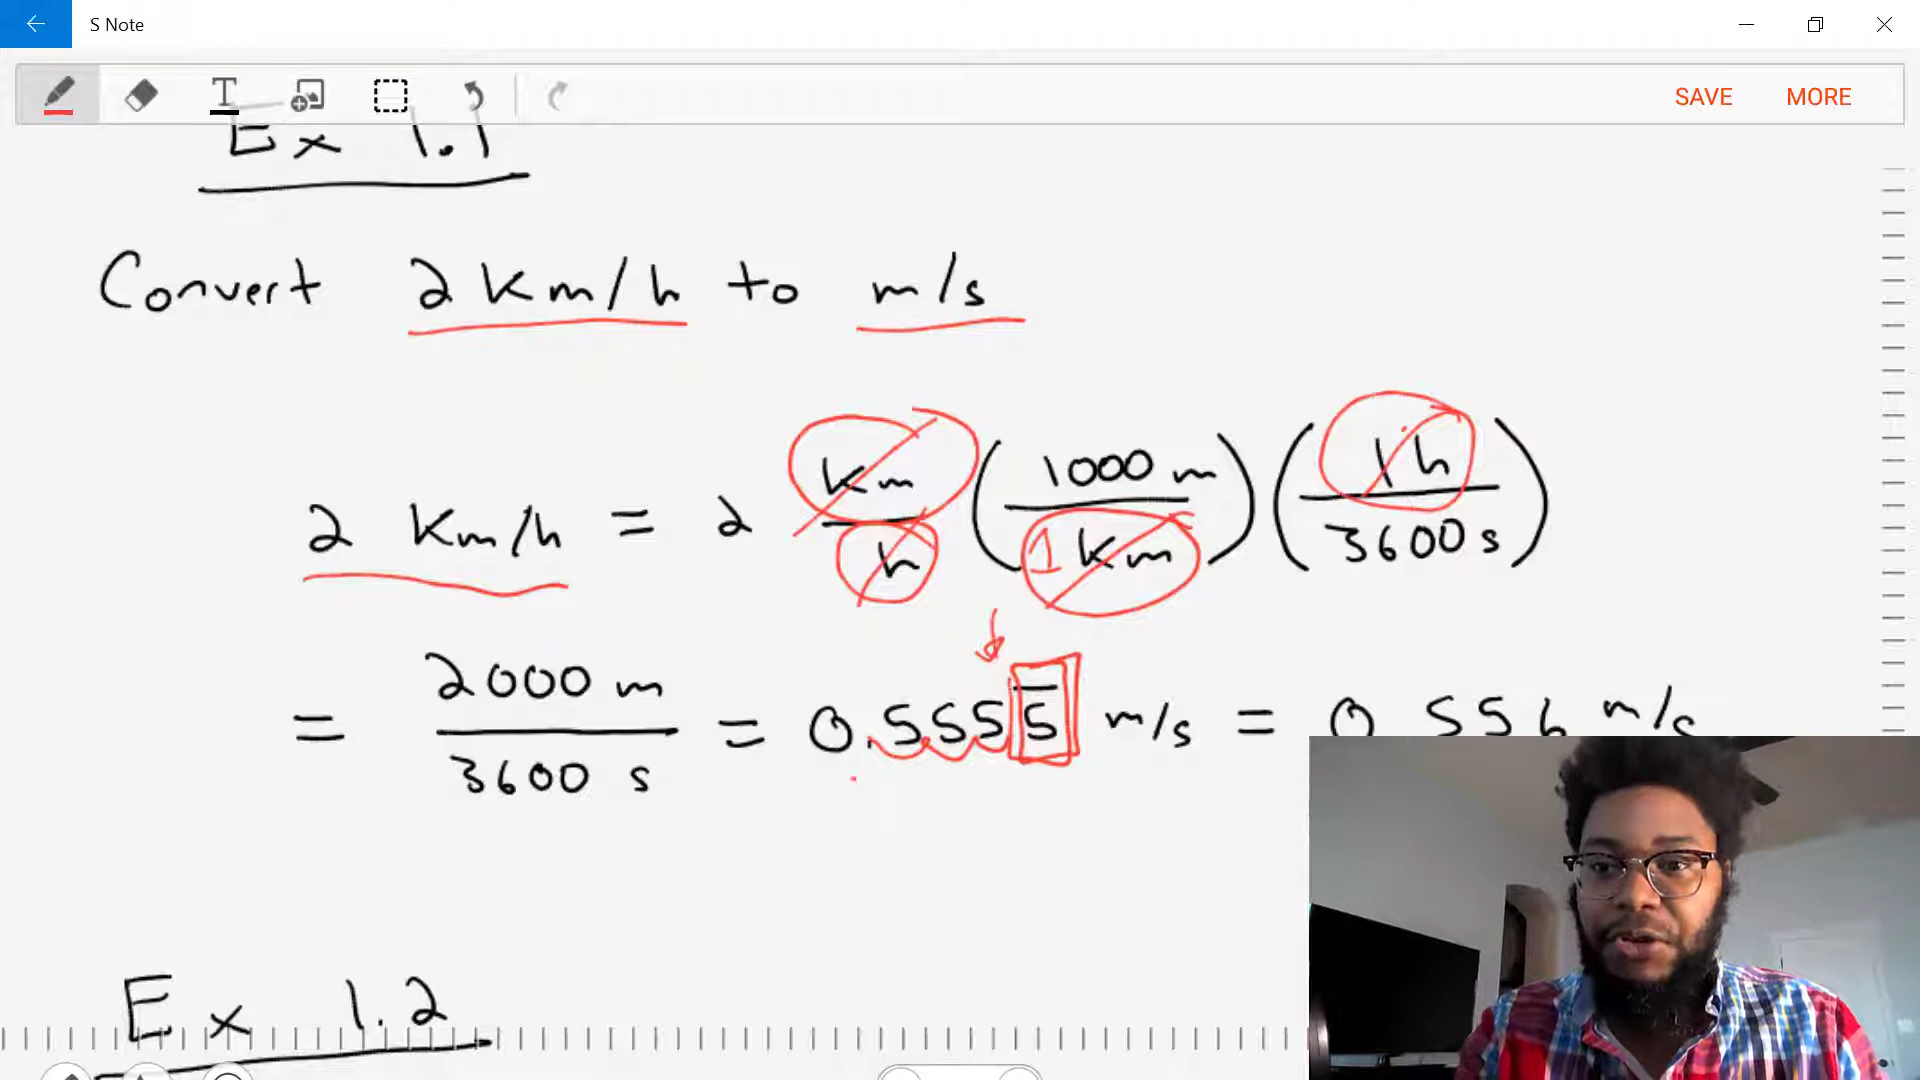 S Note
SAVE MORE
Ex 1.1
Convert 2 Km/h to m/s
2 Km/h = 2 Km/h (1000 m/1 Km)(1 h/3600 s)
= 2000 m/3600 s = 0.5555̅ m/s = 0.556 m/s
Ex 1.2